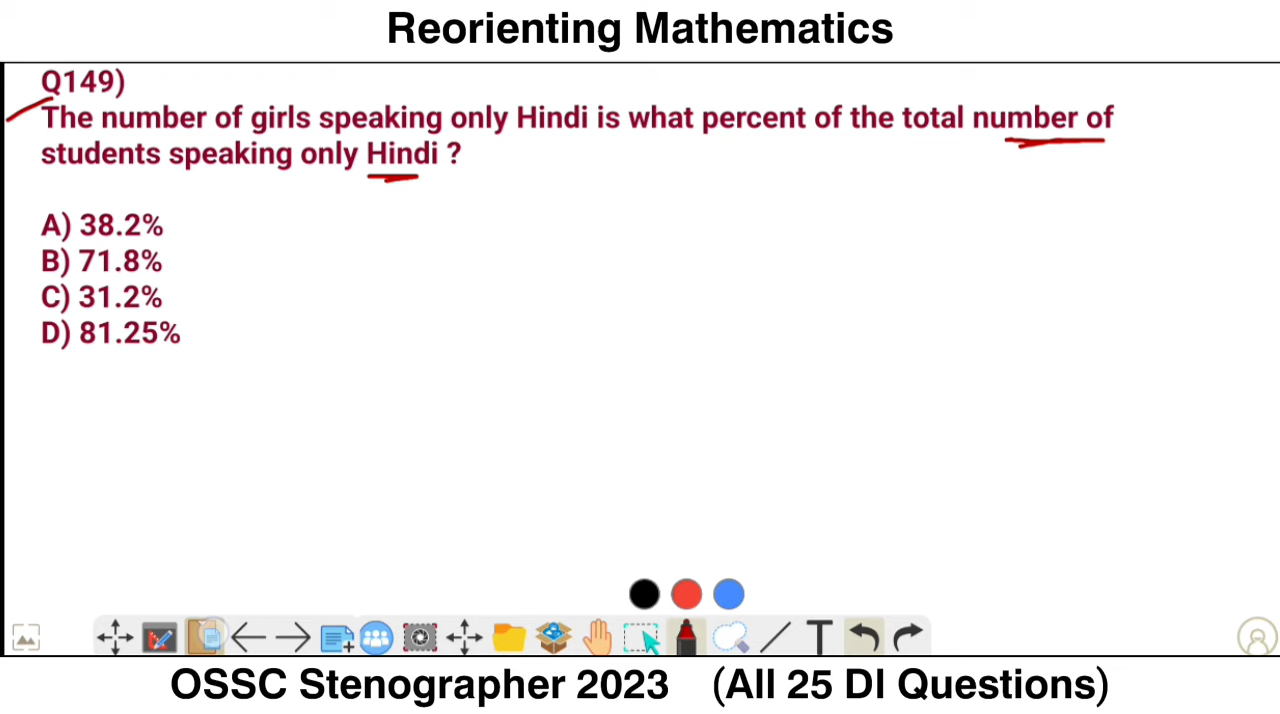 Reorienting Mathematics
Q149)
The number of girls speaking only Hindi is what percent of the total number of
students speaking only Hindi ?
A) 38.2%
B) 71.8%
C) 31.2%
D) 81.25%
T
OSSC Stenographer 2023 (All 25 DI Questions)